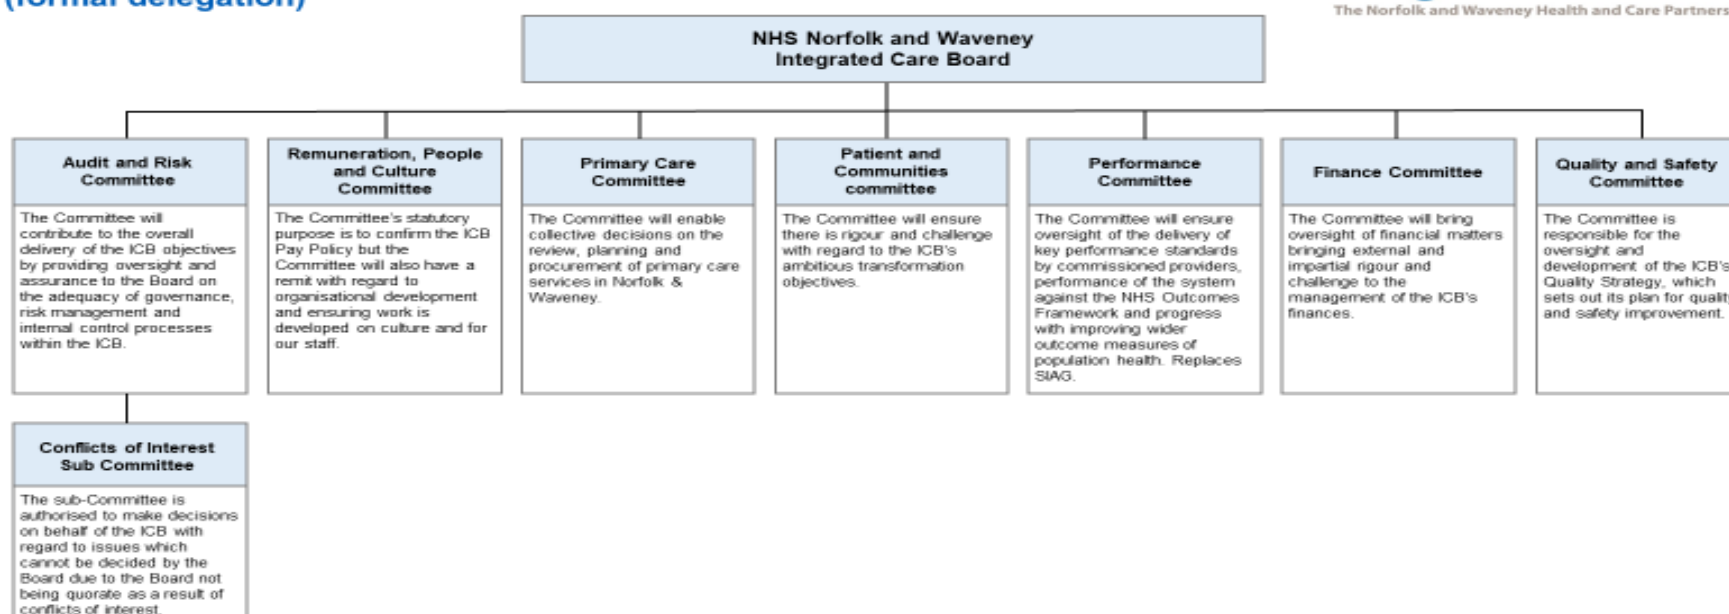 (formal delegation)
The Norfolk and Waveney Health and Care Partners
NHS Norfolk and Waveney
Integrated Care Board
Audit and Risk
Committee
The Committee will
contribute to the overall
delivery of the ICB objectives
by providing oversight and
assurance to the Board on
the adequacy of governance,
risk management and
internal control processes
within the ICB.
Remuneration, People
and Culture
Committee
The Committee's statutory
purpose is to confirm the ICB
Pay Policy but the
Committee will also have a
remit with regard to
organisational development
and ensuring work is
developed on culture and for
our staff.
Primary Care
Committee
The Committee will enable
collective decisions on the
review, planning and
procurement of primary care
services in Norfolk &
Waveney.
Patient and
Communities
committee
The Committee will ensure
there is rigour and challenge
with regard to the ICB's
ambitious transformation
objectives.
Performance
Committee
The Committee will ensure
oversight of the delivery of
key performance standards
by commissioned providers,
performance of the system
against the NHS Outcomes
Framework and progress
with improving wider
outcome measures of
population health. Replaces
SIAG.
Finance Committee
The Committee will bring
oversight of financial matters
bringing external and
impartial rigour and
challenge to the
management of the ICB's
finances.
Quality and Safety
Committee
The Committee is
responsible for the
oversight and
development of the ICB's
Quality Strategy, which
sets out its plan for quality
and safety improvement.
Conflicts of Interest
Sub Committee
The sub-Committee is
authorised to make decisions
on behalf of the ICB with
regard to issues which
cannot be decided by the
Board due to the Board not
being quorate as a result of
conflicts of interest.